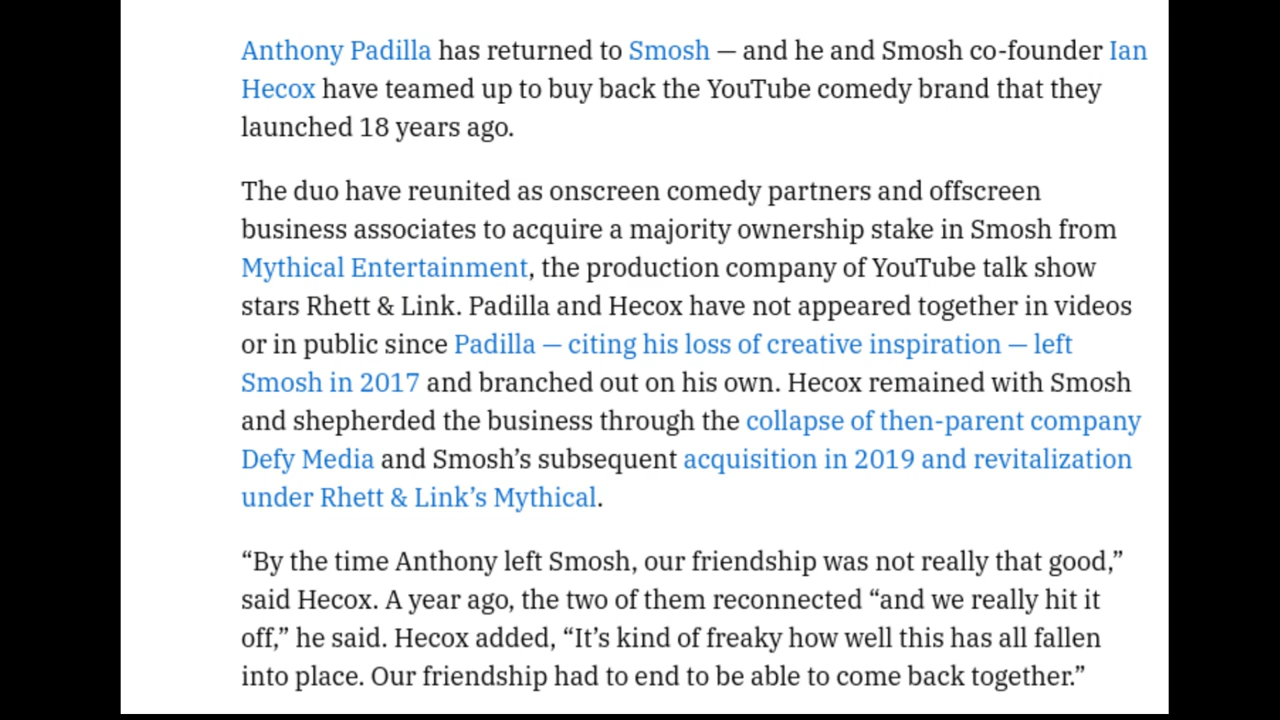 Anthony Padilla has returned to Smosh — and he and Smosh co-founder Ian
Hecox have teamed up to buy back the YouTube comedy brand that they
launched 18 years ago.
The duo have reunited as onscreen comedy partners and offscreen
business associates to acquire a majority ownership stake in Smosh from
Mythical Entertainment, the production company of YouTube talk show
stars Rhett & Link. Padilla and Hecox have not appeared together in videos
or in public since Padilla — citing his loss of creative inspiration — left
Smosh in 2017 and branched out on his own. Hecox remained with Smosh
and shepherded the business through the collapse of then-parent company
Defy Media and Smosh’s subsequent acquisition in 2019 and revitalization
under Rhett & Link’s Mythical.
“By the time Anthony left Smosh, our friendship was not really that good,”
said Hecox. A year ago, the two of them reconnected “and we really hit it
off,” he said. Hecox added, “It’s kind of freaky how well this has all fallen
into place. Our friendship had to end to be able to come back together.”